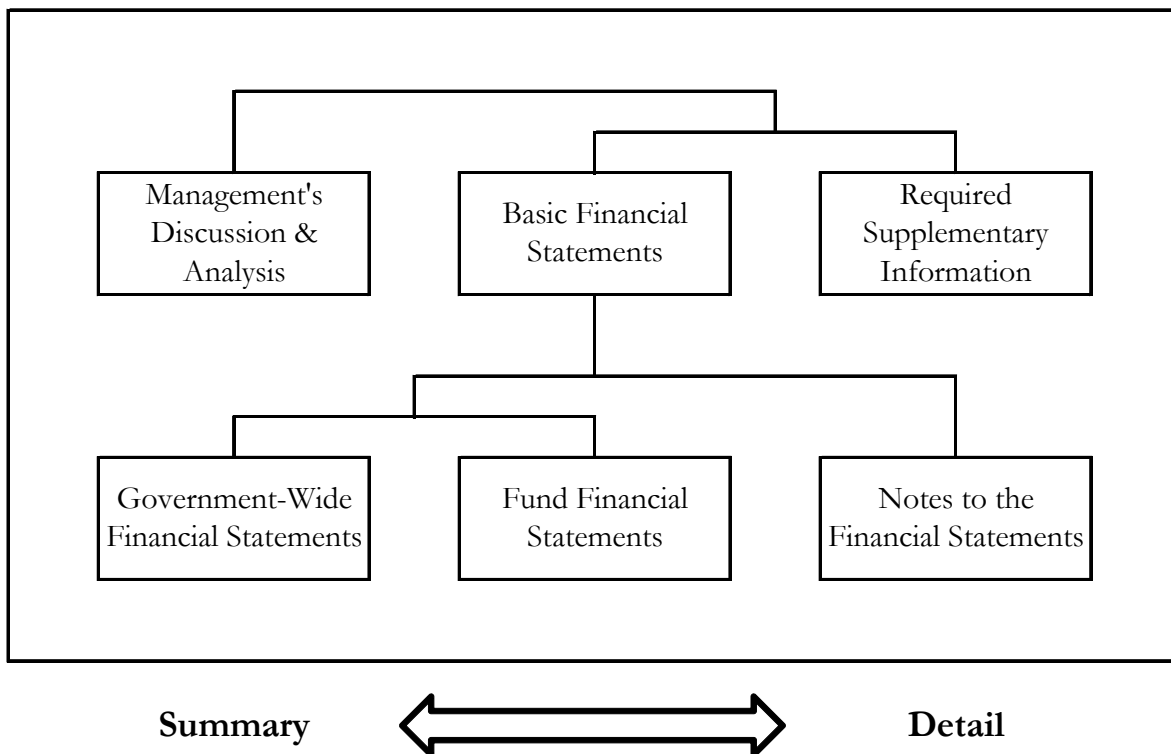 Management's
Discussion &
Analysis
Basic Financial
Statements
Required
Supplementary
Information
Government-Wide
Financial Statements
Fund Financial
Statements
Notes to the
Financial Statements
Summary
Detail